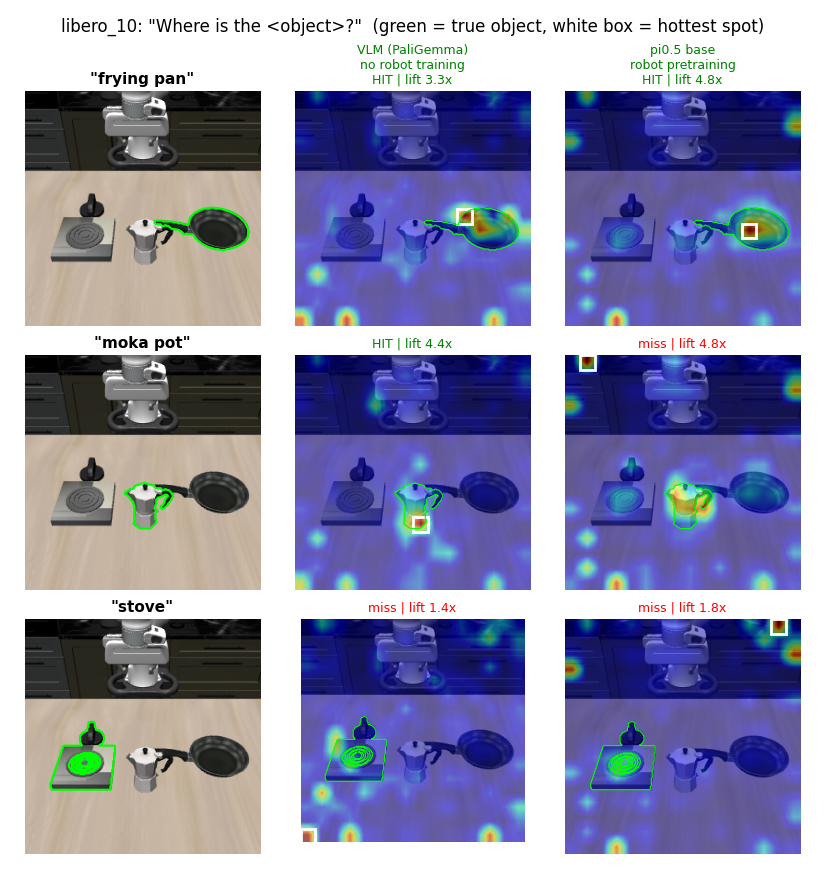 libero_10: "Where is the <object>?"  (green = true object, white box = hottest spot)
VLM (PaliGemma)
no robot training
HIT | lift 3.3x
pi0.5 base
robot pretraining
HIT | lift 4.8x
"frying pan"
"moka pot"
HIT | lift 4.4x
miss | lift 4.8x
"stove"
miss | lift 1.4x
miss | lift 1.8x